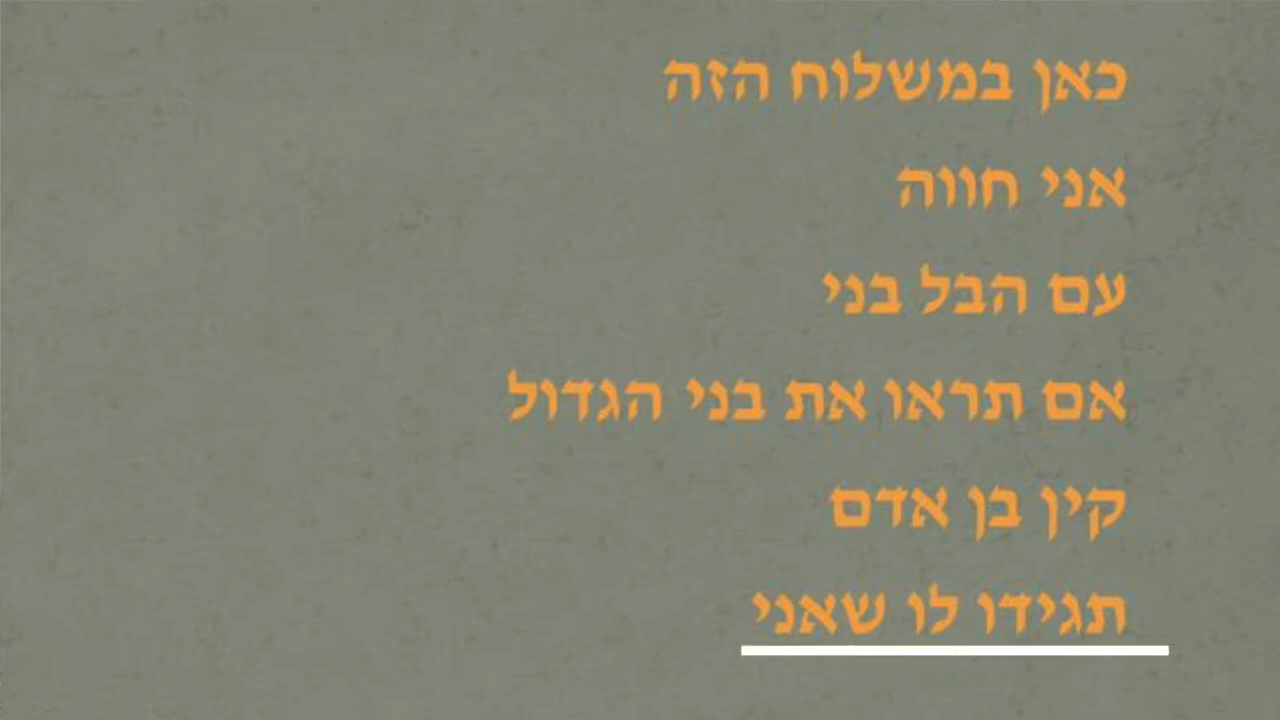 כאן במשלוח הזה
אני חווה
עם הבל בני
אם תראו את בני הגדול
קין בן אדם
תגידו לו שאני